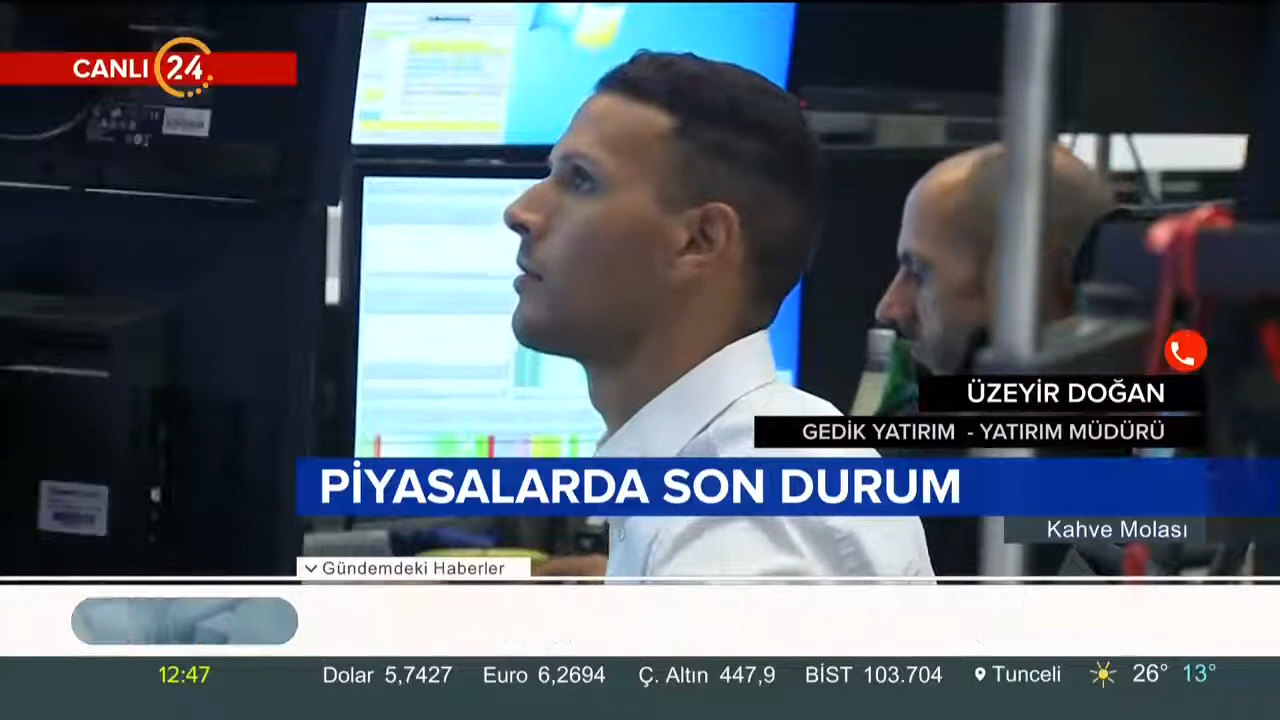 CANLI 24
ÜZEYİR DOĞAN
GEDİK YATIRIM - YATIRIM MÜDÜRÜ
PİYASALARDA SON DURUM
Kahve Molası
Gündemdeki Haberler
12:47 Dolar 5,7427 Euro 6,2694 Ç. Altın 447,9 BİST 103.704 Tunceli 26° 13°